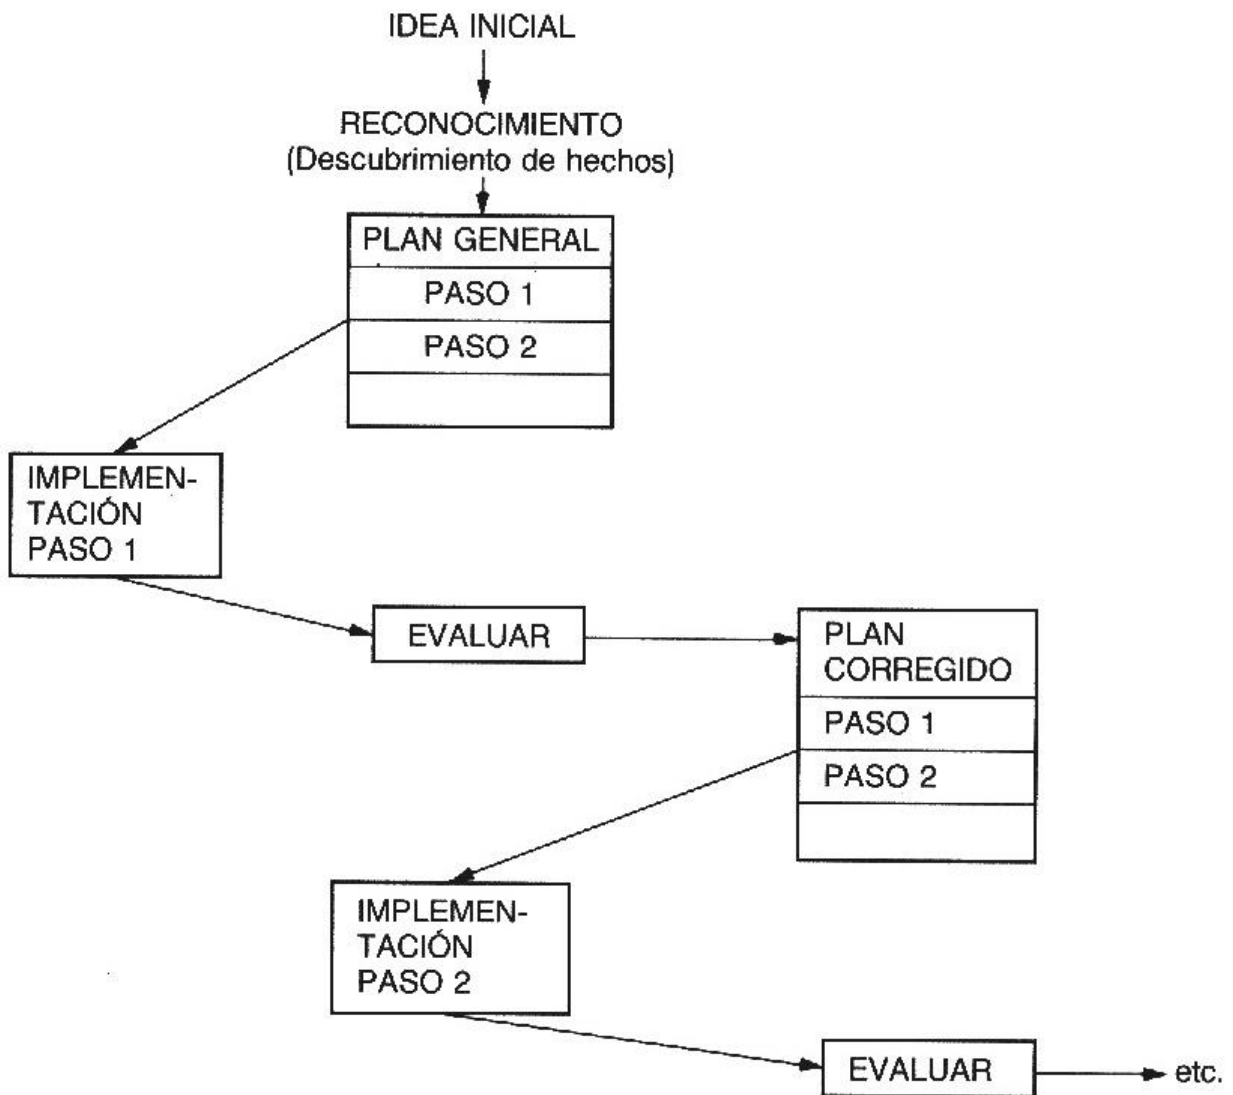 IDEA INICIAL
RECONOCIMIENTO
(Descubrimiento de hechos)
PLAN GENERAL
PASO 1
PASO 2
IMPLEMEN-
TACIÓN
PASO 1
EVALUAR
PLAN
CORREGIDO
PASO 1
PASO 2
IMPLEMEN-
TACIÓN
PASO 2
EVALUAR
etc.